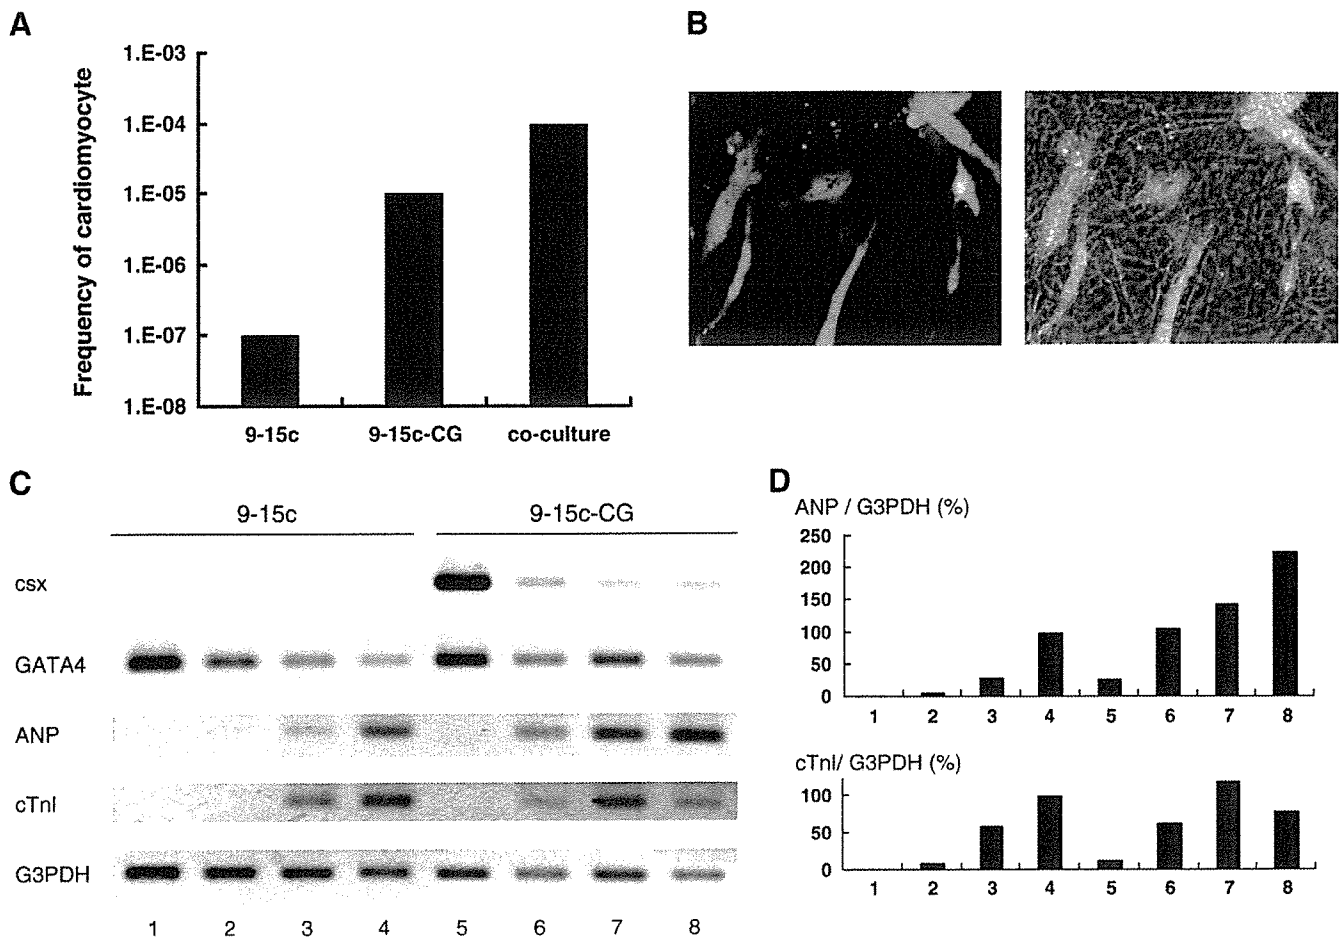 A
Frequency of cardiomyocyte
1.E-03
1.E-04
1.E-05
1.E-06
1.E-07
1.E-08
9-15c 9-15c-CG co-culture
B
C
9-15c 9-15c-CG
csx
GATA4
ANP
cTnI
G3PDH
1 2 3 4 5 6 7 8
D
ANP / G3PDH (%)
250
200
150
100
50
0
1 2 3 4 5 6 7 8
cTnI/ G3PDH (%)
100
50
0
1 2 3 4 5 6 7 8